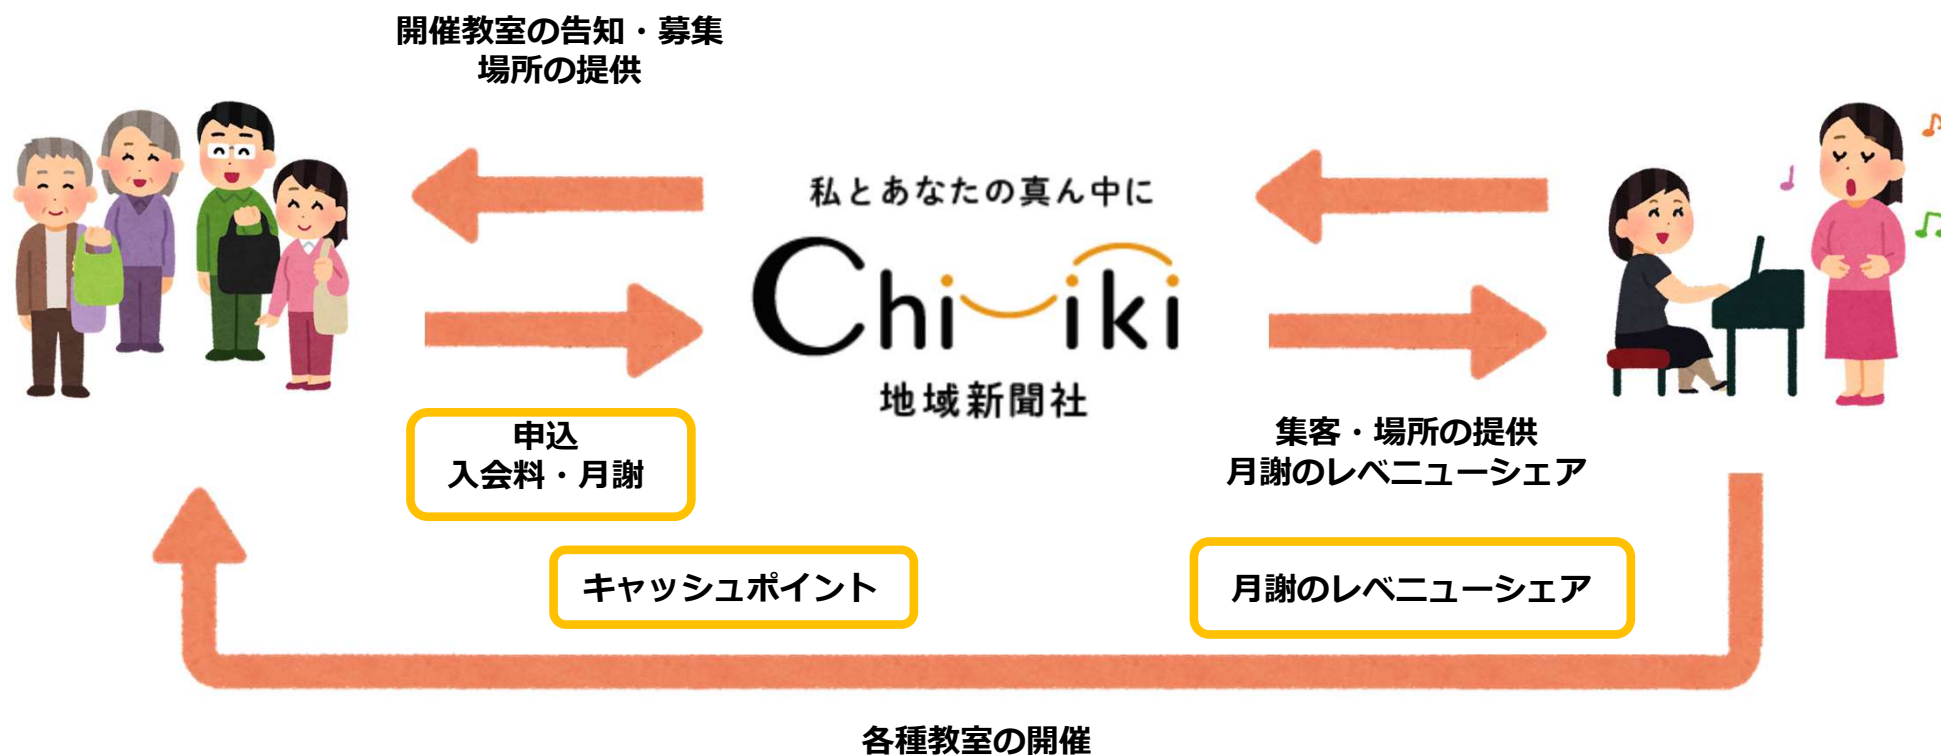 開催教室の告知・募集
場所の提供
私とあなたの真ん中に
Chiiki
地域新聞社
申込
入会料・月謝
集客・場所の提供
月謝のレベニューシェア
キャッシュポイント
月謝のレベニューシェア
各種教室の開催